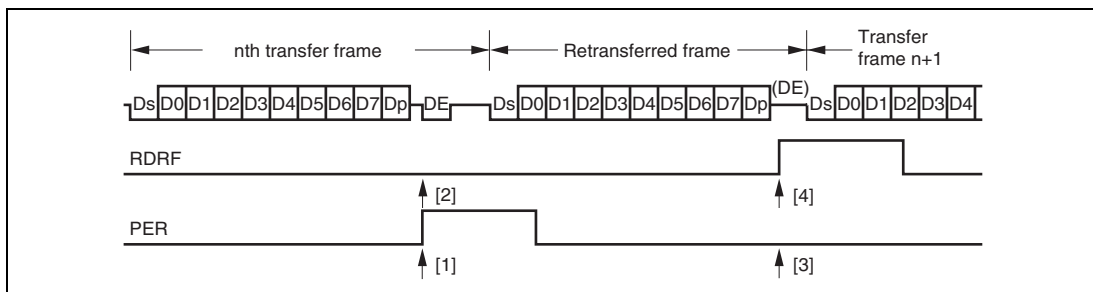 nth transfer frame Retransferred frame Transfer
frame n+1
(DE)
Ds D0 D1 D2 D3 D4 D5 D6 D7 Dp DE Ds D0 D1 D2 D3 D4 D5 D6 D7 Dp Ds D0 D1 D2 D3 D4
RDRF
[2] [4]
PER
[1] [3]